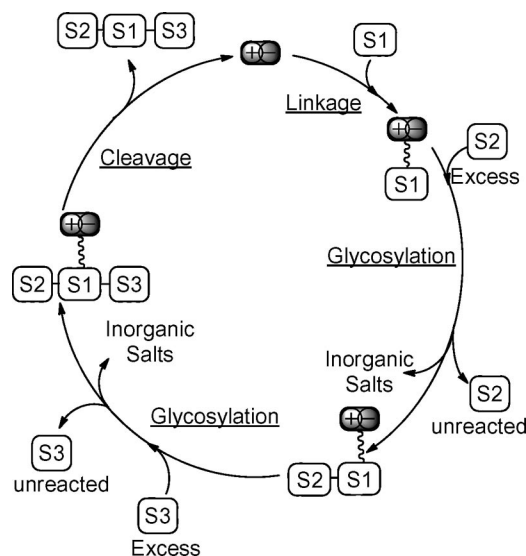 S2 S1 S3
+ −
S1
Linkage
+ −
S1
S2
Excess
Cleavage
+ −
S2 S1 S3
Glycosylation
Inorganic
Salts
Inorganic
Salts
S2
unreacted
Glycosylation
+ −
S2 S1
S3
unreacted
S3
Excess